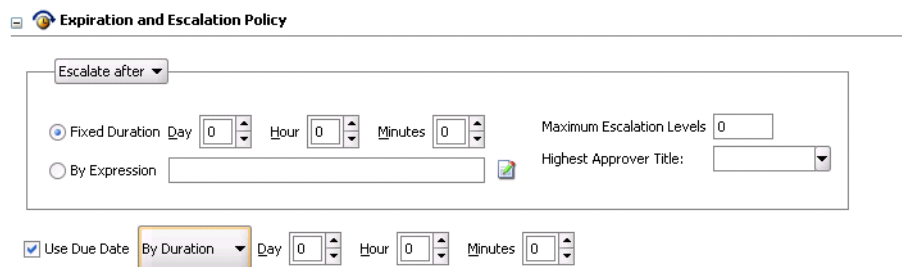 Expiration and Escalation Policy
Escalate after
Fixed Duration Day 0 Hour 0 Minutes 0 Maximum Escalation Levels 0
By Expression Highest Approver Title:
Use Due Date By Duration Day 0 Hour 0 Minutes 0